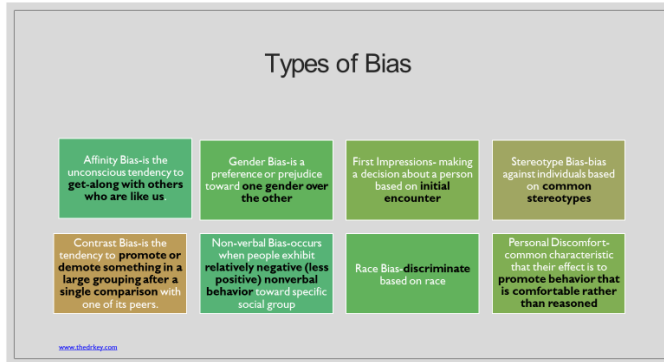 Types of Bias
Affinity Bias-is the
unconscious tendency to
get-along with others
who are like us.
Gender Bias-is a
preference or prejudice
toward one gender over
the other
First Impressions- making
a decision about a person
based on initial
encounter
Stereotype Bias-bias
against individuals based
on common
stereotypes
Contrast Bias-is the
tendency to promote or
demote something in a
large grouping after a
single comparison with
one of its peers.
Non-verbal Bias-occurs
when people exhibit
relatively negative (less
positive) nonverbal
behavior toward specific
social group
Race Bias-discriminate
based on race
Personal Discomfort-
common characteristic
that their effect is to
promote behavior that
is comfortable rather
than reasoned
www.thedrkey.com